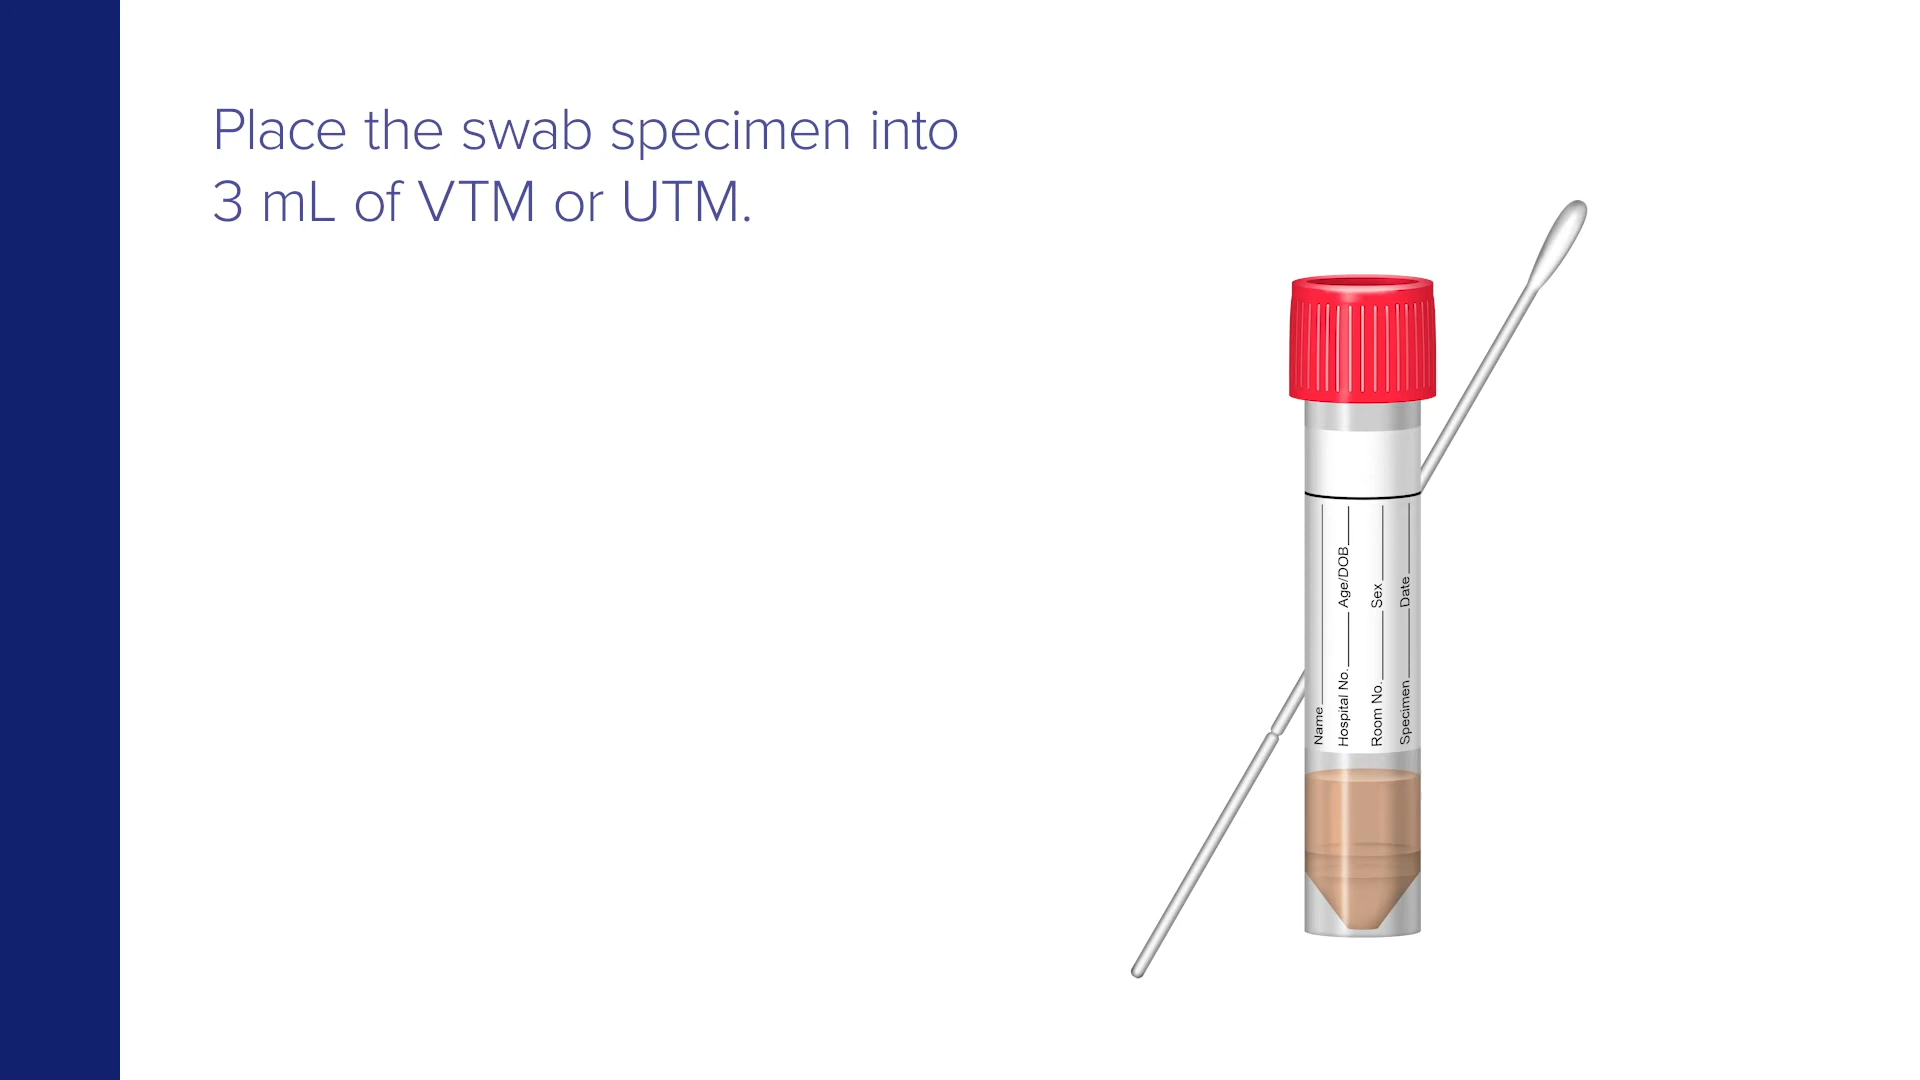 Place the swab specimen into
3 mL of VTM or UTM.
Name
Hospital No. Age/DOB
Room No. Sex
Specimen Date